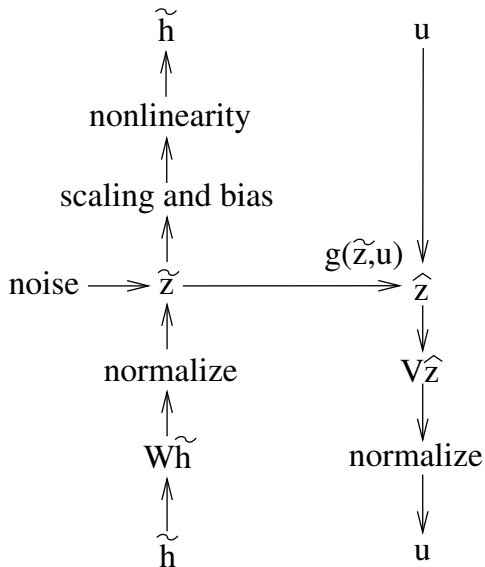 h̃ u
nonlinearity
scaling and bias
g(z̃,u)
noise z̃ ẑ
normalize Vẑ
Wh̃ normalize
h̃ u